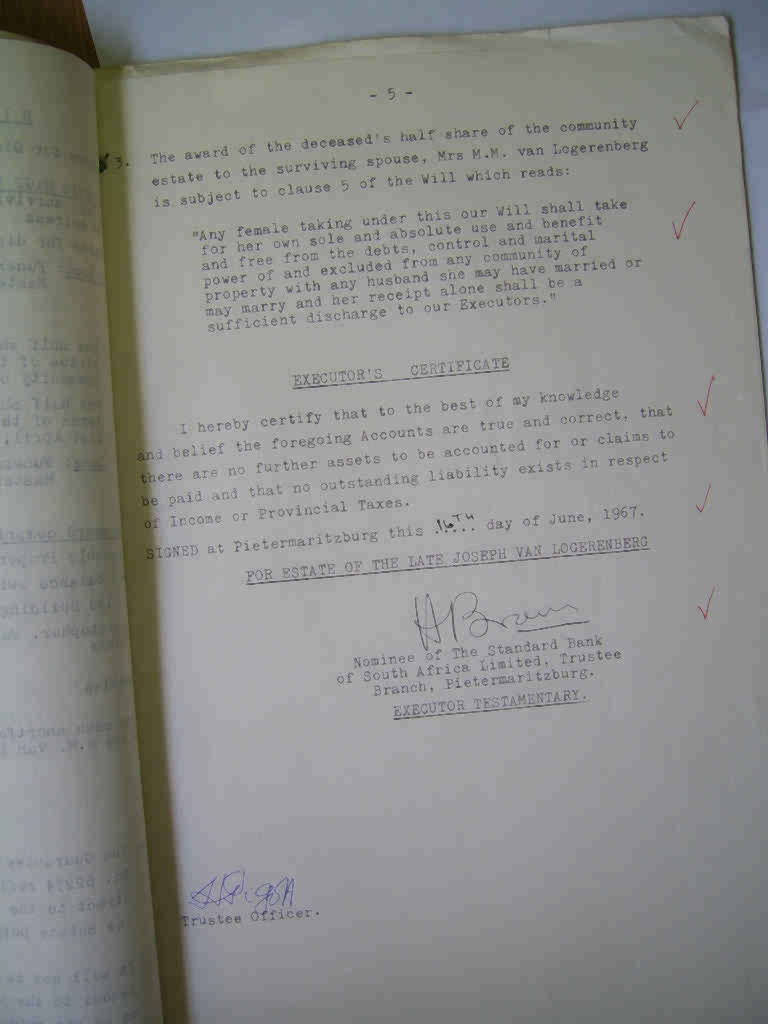 - 5 -
3. The award of the deceased's half share of the community
estate to the surviving spouse, Mrs M.M. van Logerenberg
is subject to clause 5 of the Will which reads:
"Any female taking under this our Will shall take
for her own sole and absolute use and benefit
and free from the debts, control and marital
power of and excluded from any community of
property with any husband she may have married or
may marry and her receipt alone shall be a
sufficient discharge to our Executors."
EXECUTOR'S CERTIFICATE
I hereby certify that to the best of my knowledge
and belief the foregoing Accounts are true and correct, that
there are no further assets to be accounted for or claims to
be paid and that no outstanding liability exists in respect
of Income or Provincial Taxes.
SIGNED at Pietermaritzburg this 16TH day of June, 1967.
FOR ESTATE OF THE LATE JOSEPH VAN LOGERENBERG
Nominee of The Standard Bank
of South Africa Limited, Trustee
Branch, Pietermaritzburg.
EXECUTOR TESTAMENTARY.
Trustee Officer.